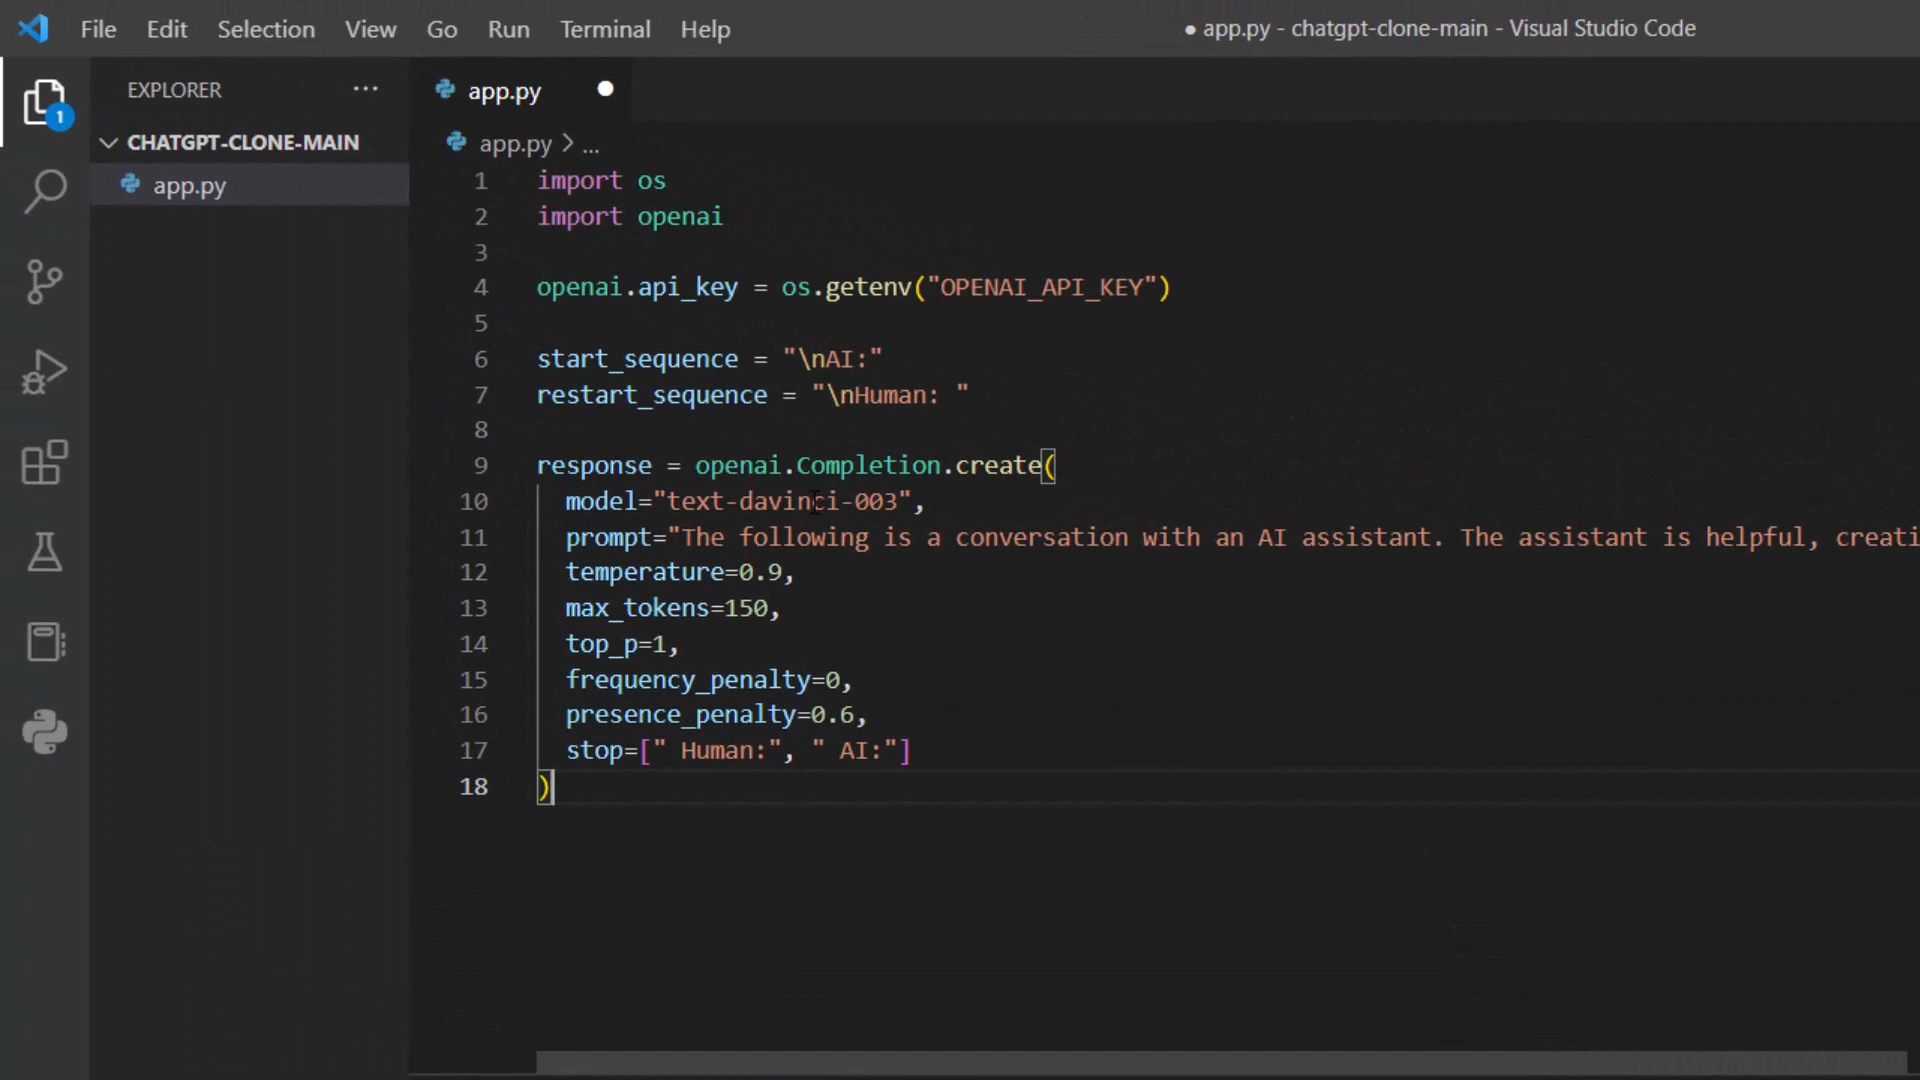 File Edit Selection View Go Run Terminal Help
● app.py - chatgpt-clone-main - Visual Studio Code
EXPLORER ...
1
CHATGPT-CLONE-MAIN
app.py
app.py ●
app.py > ...
1 import os
2 import openai
3
4 openai.api_key = os.getenv("OPENAI_API_KEY")
5
6 start_sequence = "\nAI:"
7 restart_sequence = "\nHuman: "
8
9 response = openai.Completion.create(
10 model="text-davinci-003",
11 prompt="The following is a conversation with an AI assistant. The assistant is helpful, creati
12 temperature=0.9,
13 max_tokens=150,
14 top_p=1,
15 frequency_penalty=0,
16 presence_penalty=0.6,
17 stop=[" Human:", " AI:"]
18 )